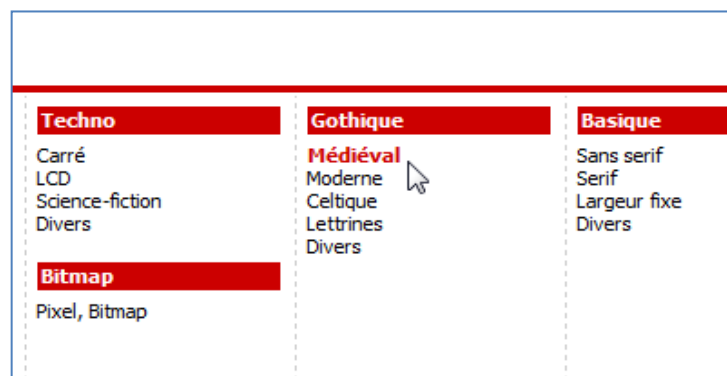 Techno
Carré
LCD
Science-fiction
Divers
Bitmap
Pixel, Bitmap
Gothique
Médiéval
Moderne
Celtique
Lettrines
Divers
Basique
Sans serif
Serif
Largeur fixe
Divers